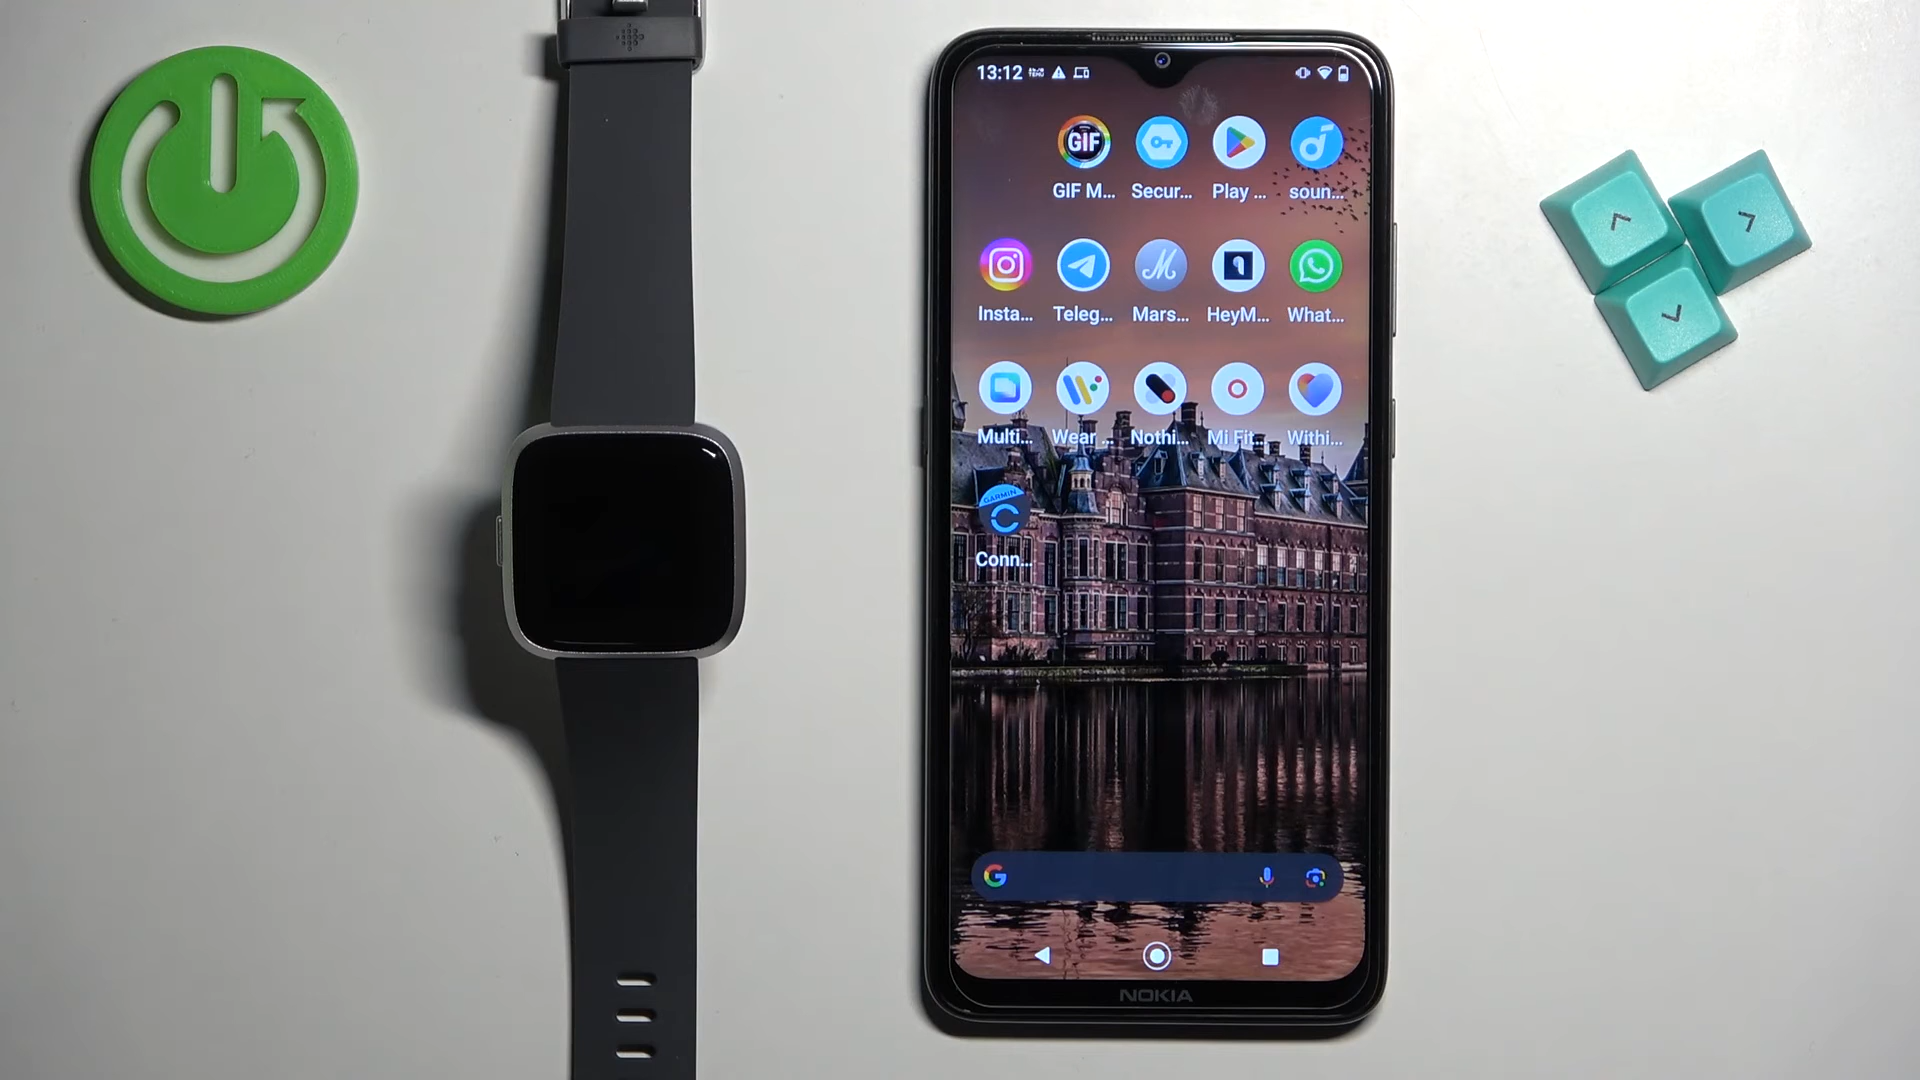 13:12
GIF
GIF M... Secur... Play ... soun...
Insta... Teleg... Mars... HeyM... What...
Multi... Wear ... Nothi... Mi Fit... Withi...
GARMIN
Conn...
NOKIA